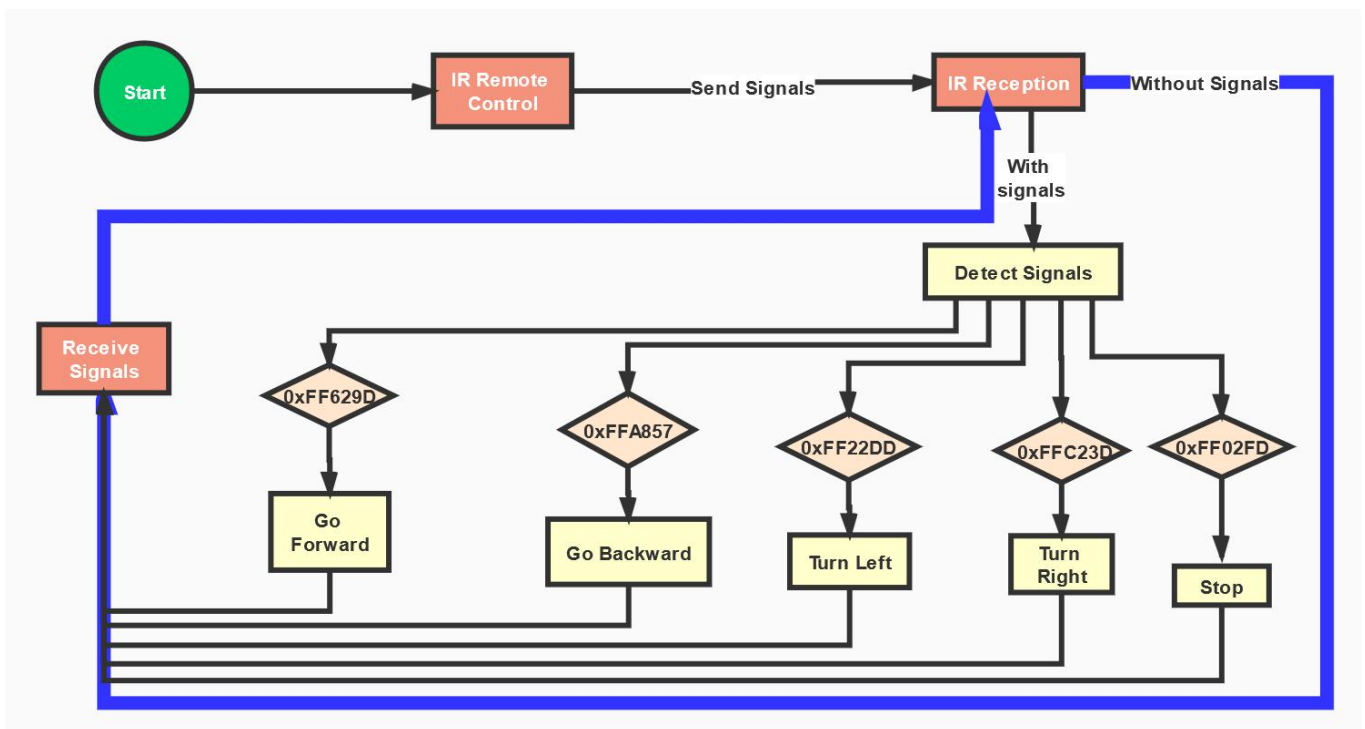 Start
IR Remote
Control
Send Signals
IR Reception
Without Signals
With
signals
Detect Signals
Receive
Signals
0xFF629D
0xFFA857
0xFF22DD
0xFFC23D
0xFF02FD
Go
Forward
Go Backward
Turn Left
Turn
Right
Stop